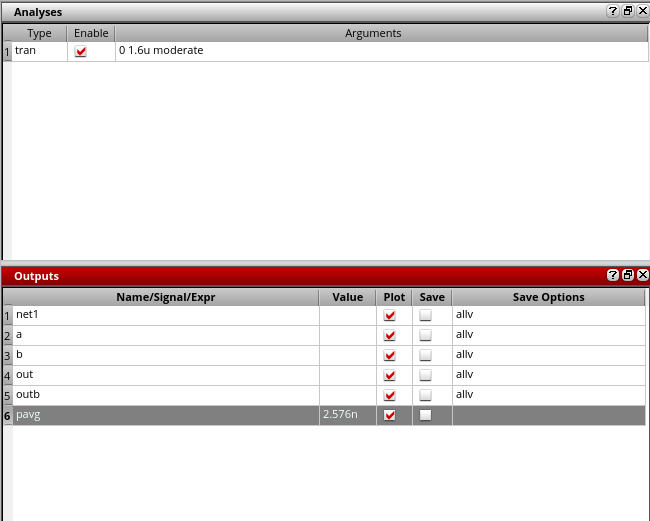 Analyses
Type Enable Arguments
1 tran 0 1.6u moderate
Outputs
Name/Signal/Expr Value Plot Save Save Options
1 net1 allv
2 a allv
3 b allv
4 out allv
5 outb allv
6 pavg 2.576n